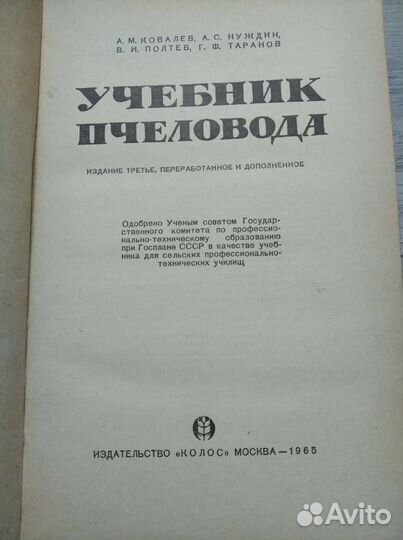 А. М. КОВАЛЕВ, А. С. НУЖДИН,
В. И. ПОЛТЕВ, Г. Ф. ТАРАНОВ
УЧЕБНИК
ПЧЕЛОВОДА
ИЗДАНИЕ ТРЕТЬЕ, ПЕРЕРАБОТАННОЕ И ДОПОЛНЕННОЕ
Одобрено Ученым советом Государ-
ственного комитета по профессио-
нально-техническому образованию
при Госплане СССР в качестве учеб-
ника для сельских профессионально-
технических училищ
ИЗДАТЕЛЬСТВО «КОЛОС» МОСКВА — 1965
Avito